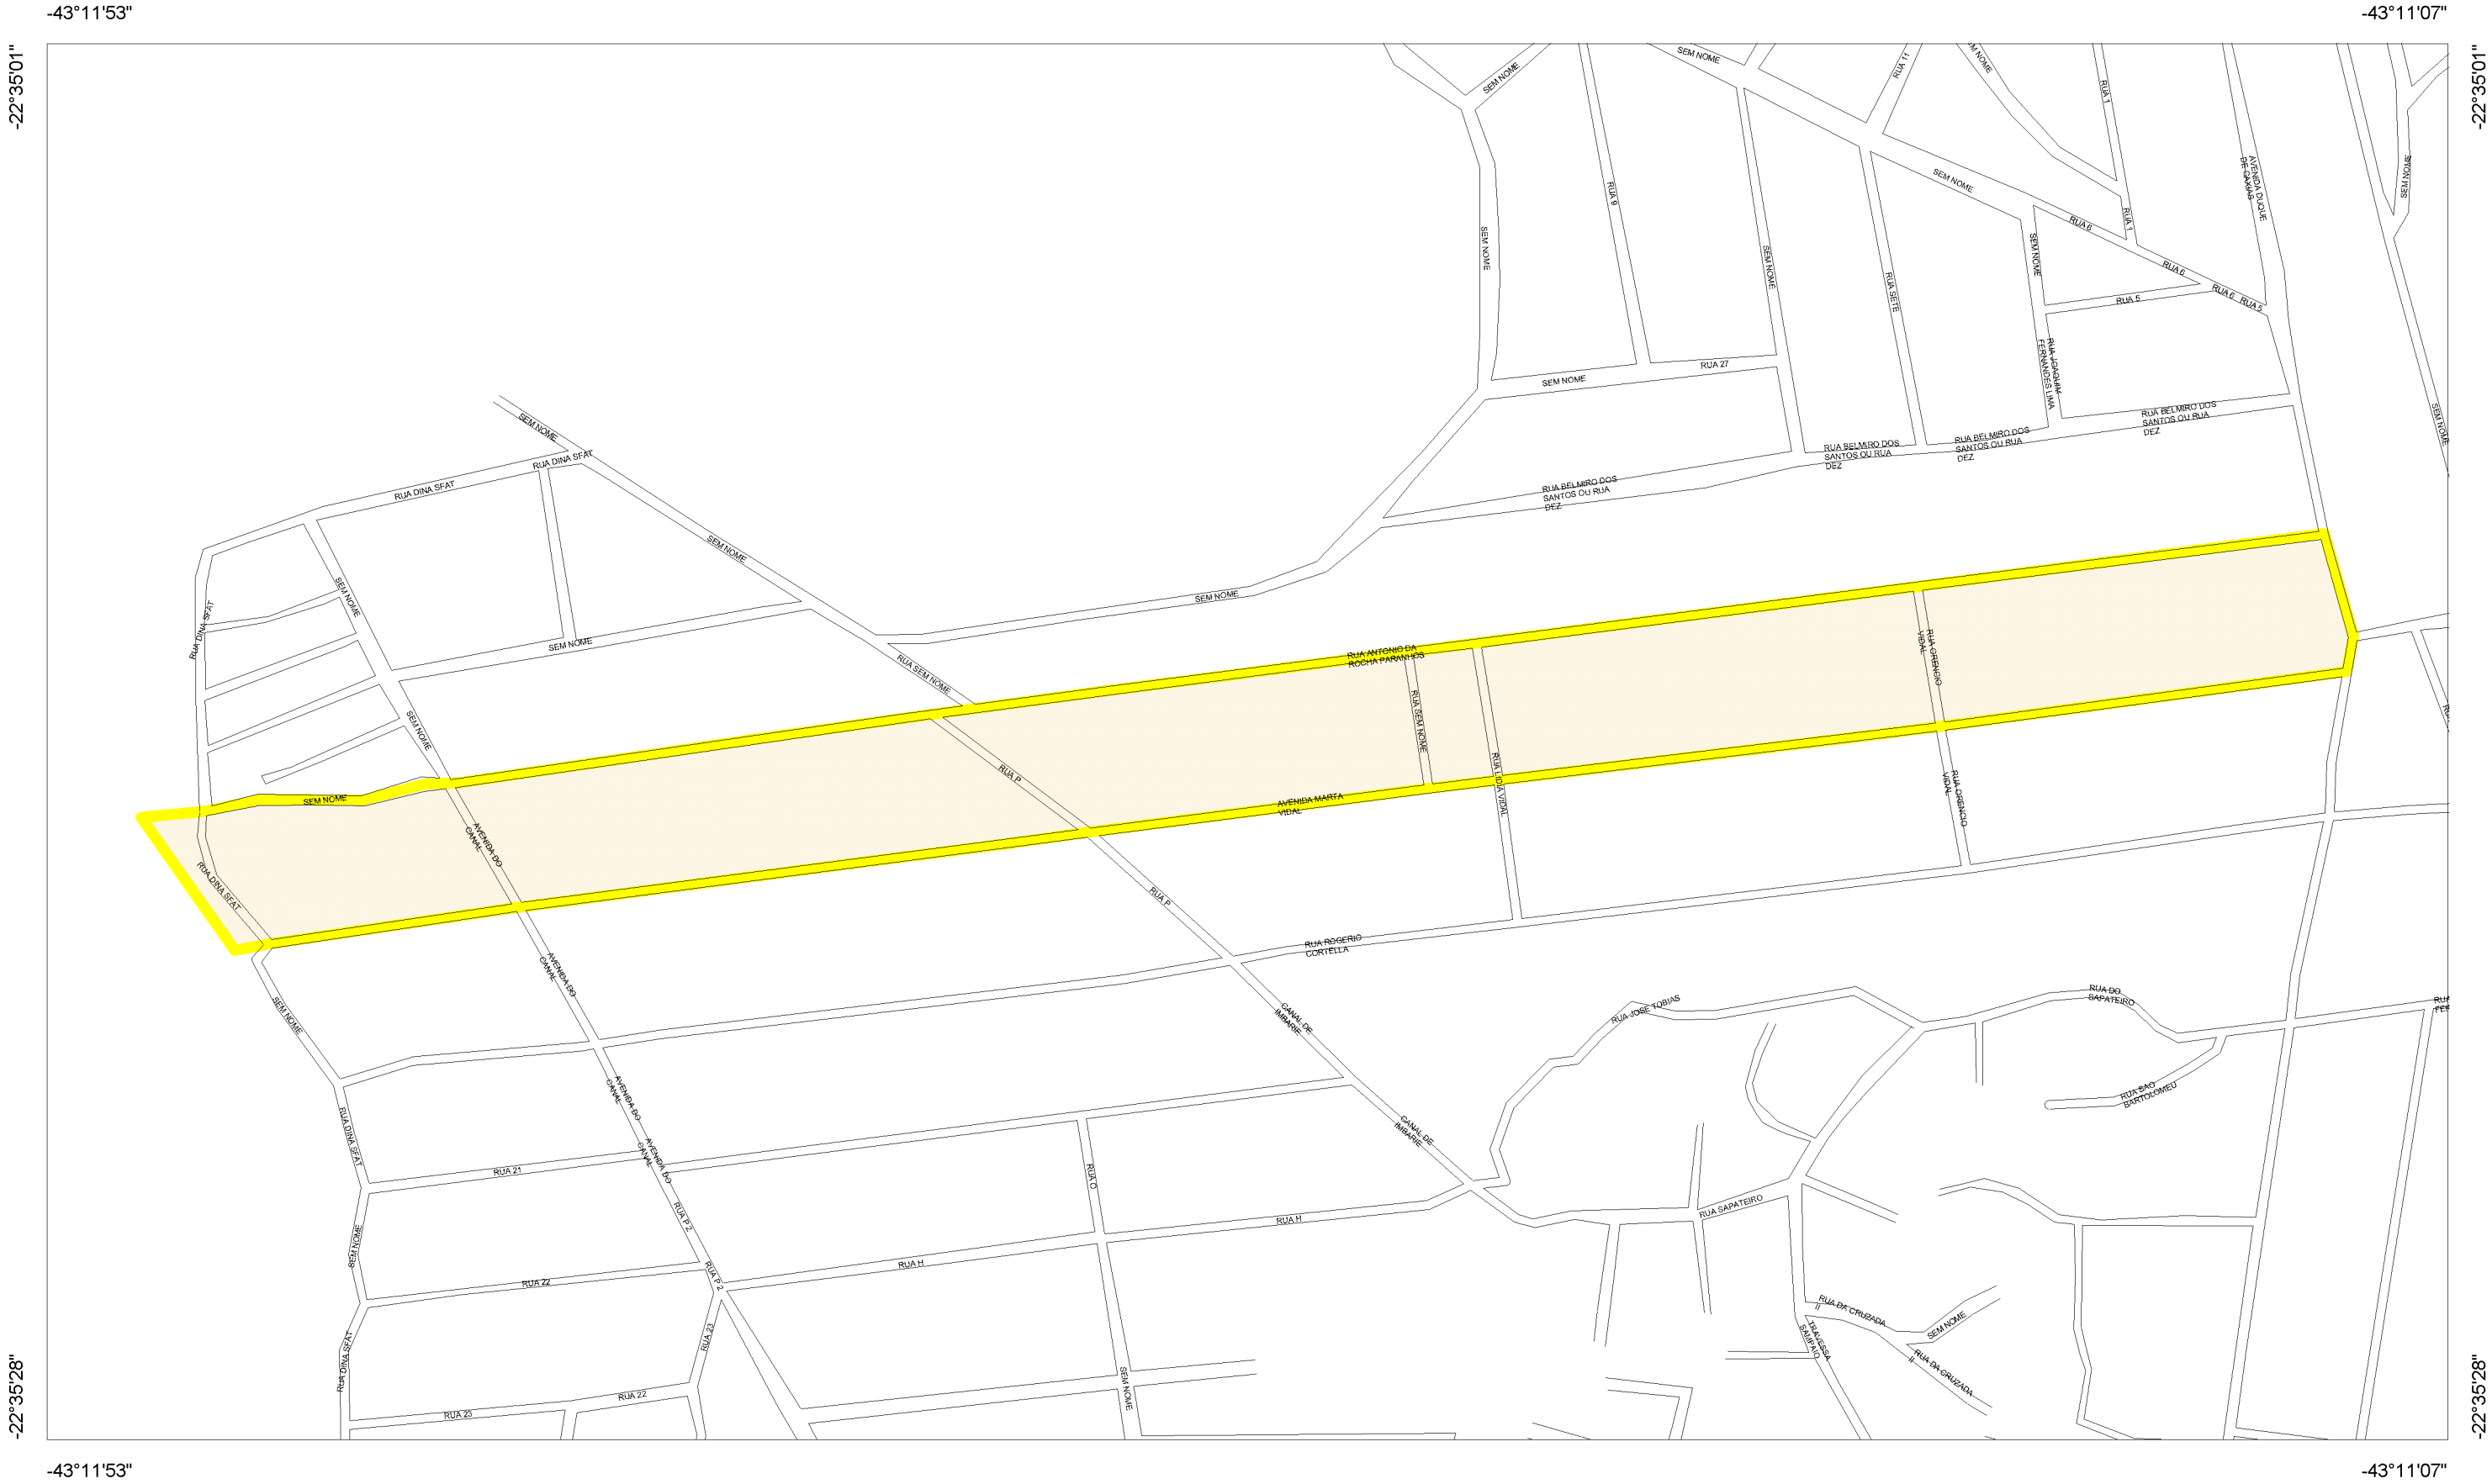 -43°11'53"
-43°11'07"
-22°35'01"
-22°35'01"
SEM NOME
SEM NOME
RUA 11
RUA 1
SEM NOME
RUA 9
SEM NOME
AVENIDA DUQUE
DE CAXIAS
SEM NOME
RUA 1
RUA 6
SEM NOME
SEM NOME
SEM NOME
RUA SETE
RUA 6
RUA 6
RUA 5
RUA 5
RUA JOAQUIM
FERNANDES LIMA
RUA 27
SEM NOME
SEM NOME
RUA BELMIRO DOS
SANTOS OU RUA
DEZ
RUA BELMIRO DOS
SANTOS OU RUA
DEZ
RUA BELMIRO DOS
SANTOS OU RUA
DEZ
RUA BELMIRO DOS
SANTOS OU RUA
DEZ
SEM NOME
RUA DINA SFAT
RUA DINA SFAT
SEM NOME
SEM NOME
SEM NOME
RUA DINA SFAT
SEM NOME
RUA SEM NOME
RUA ANTONIO DA
ROCHA PARANHOS
RUA ORENCIO
VIDAL
RUA SEM NOME
SEM NOME
RUA P
RUA LIDIA VIDAL
SEM NOME
AVENIDA MARTA
VIDAL
RUA ORENCIO
VIDAL
AVENIDA DO
CANAL
RUA DINA SFAT
RUA P
RUA ROGERIO
CORTELLA
AVENIDA DO
CANAL
SEM NOME
CANAL DE
IMBARIE
RUA JOSE TOBIAS
RUA DO
SAPATEIRO
AVENIDA DO
CANAL
RUA DINA SFAT
CANAL DE
IMBARIE
RUA SAO
BARTOLOMEU
RUA 21
AVENIDA DO
CANAL
RUA O
RUA P 2
RUA H
RUA SAPATEIRO
SEM NOME
RUA H
RUA P 2
RUA 22
RUA DA CRUZADA
II
SEM NOME
TRAVESSA
SAMPAIO
RUA 23
RUA DINA SFAT
RUA DA CRUZADA
II
RUA 22
SEM NOME
RUA 23
-22°35'28"
-22°35'28"
-43°11'53"
-43°11'07"